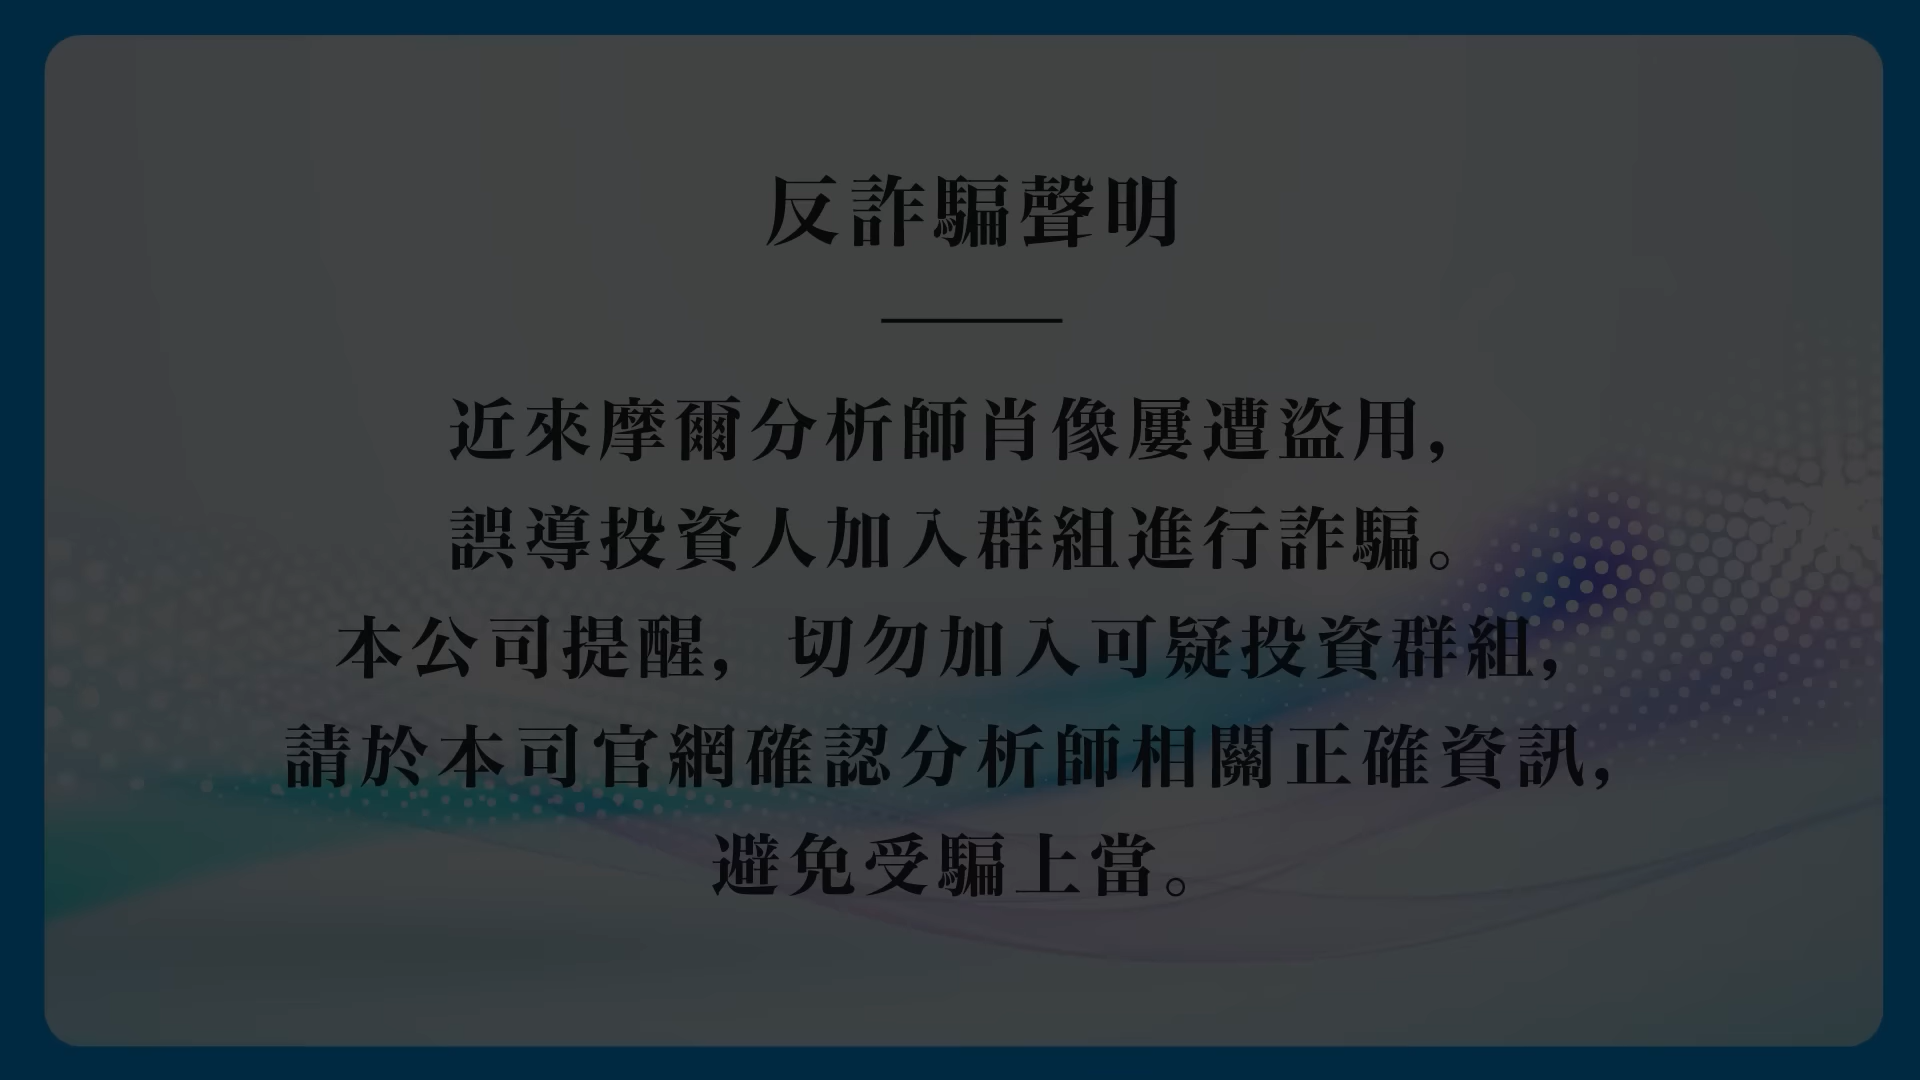 反詐騙聲明
近來摩爾分析師肖像屢遭盜用，
誤導投資人加入群組進行詐騙。
本公司提醒，切勿加入可疑投資群組，
請於本司官網確認分析師相關正確資訊，
避免受騙上當。